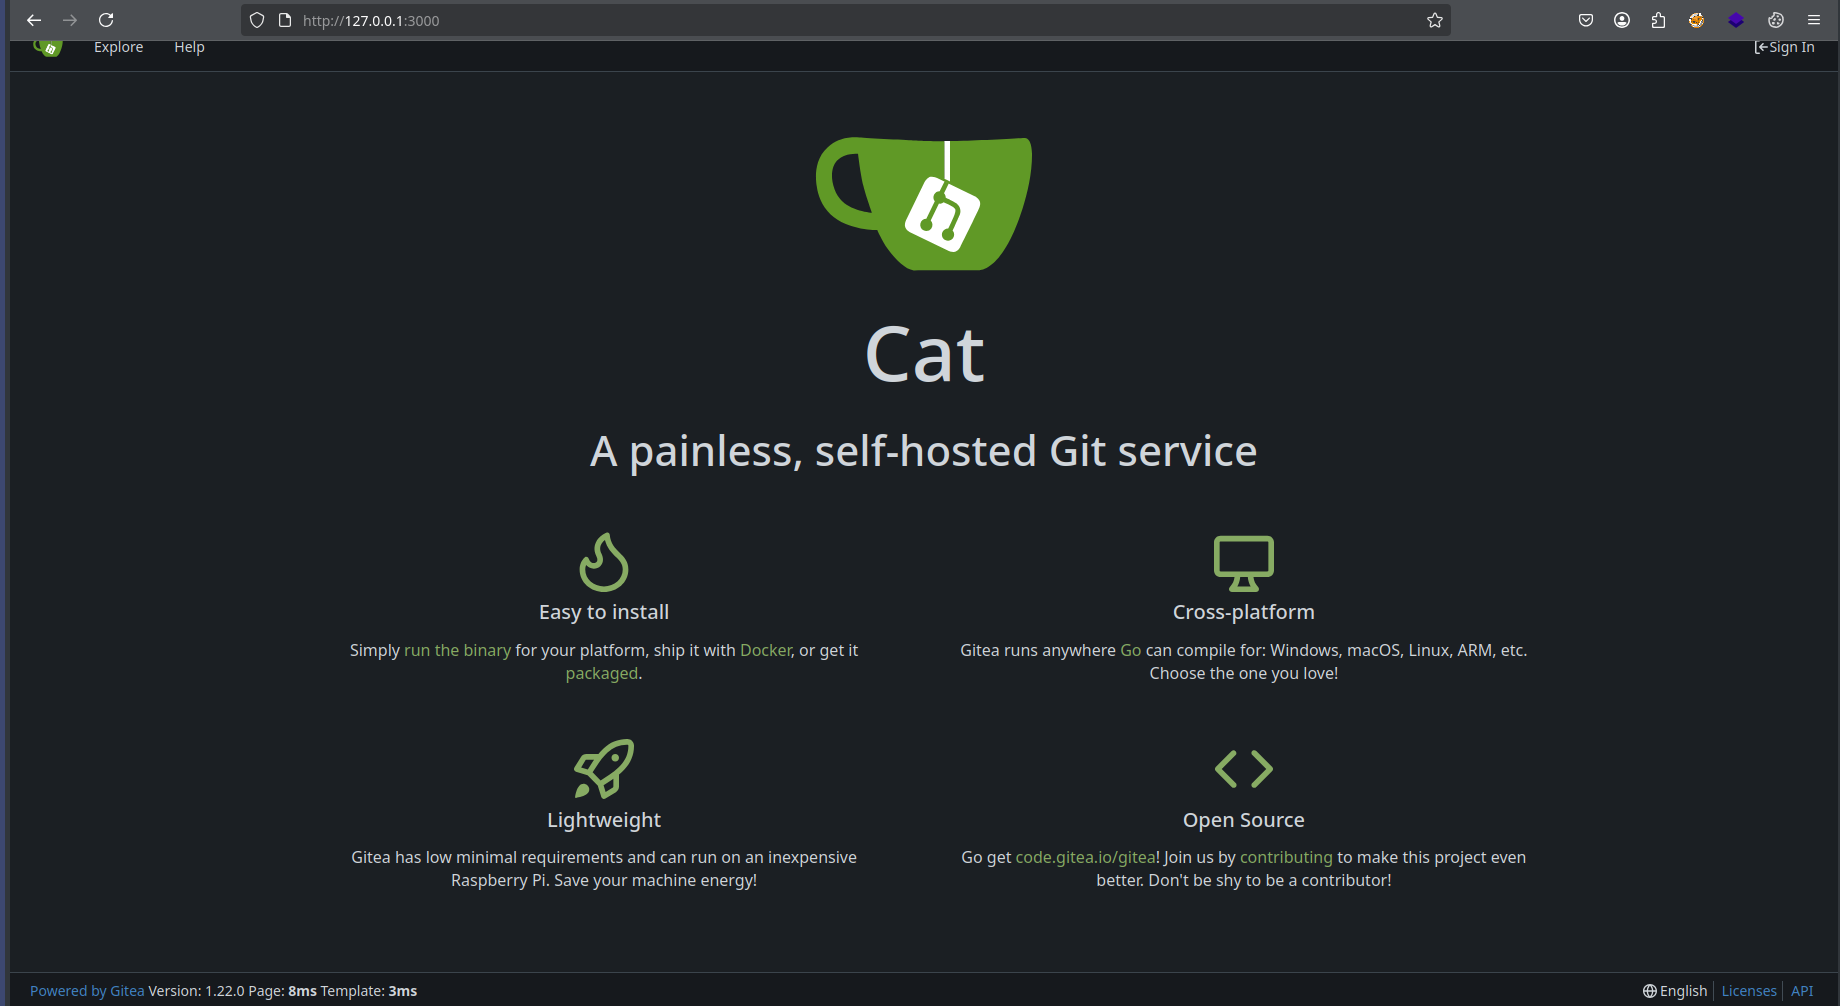 http://127.0.0.1:3000
Explore Help Sign In
Cat
A painless, self-hosted Git service
Easy to install
Simply run the binary for your platform, ship it with Docker, or get it
packaged.
Cross-platform
Gitea runs anywhere Go can compile for: Windows, macOS, Linux, ARM, etc.
Choose the one you love!
Lightweight
Gitea has low minimal requirements and can run on an inexpensive
Raspberry Pi. Save your machine energy!
Open Source
Go get code.gitea.io/gitea! Join us by contributing to make this project even
better. Don't be shy to be a contributor!
Powered by Gitea Version: 1.22.0 Page: 8ms Template: 3ms
English Licenses API